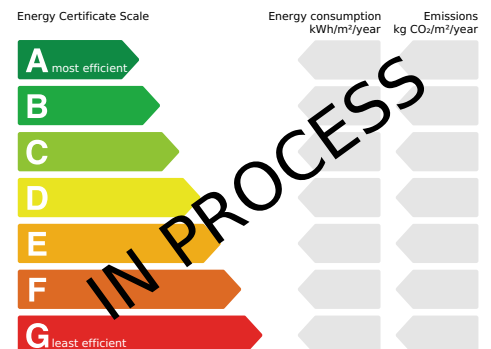 Energy Certificate Scale
Energy consumption
kWh/m²/year
Emissions
kg CO₂/m²/year
A most efficient
B
C
D
E
F
G least efficient
IN PROCESS